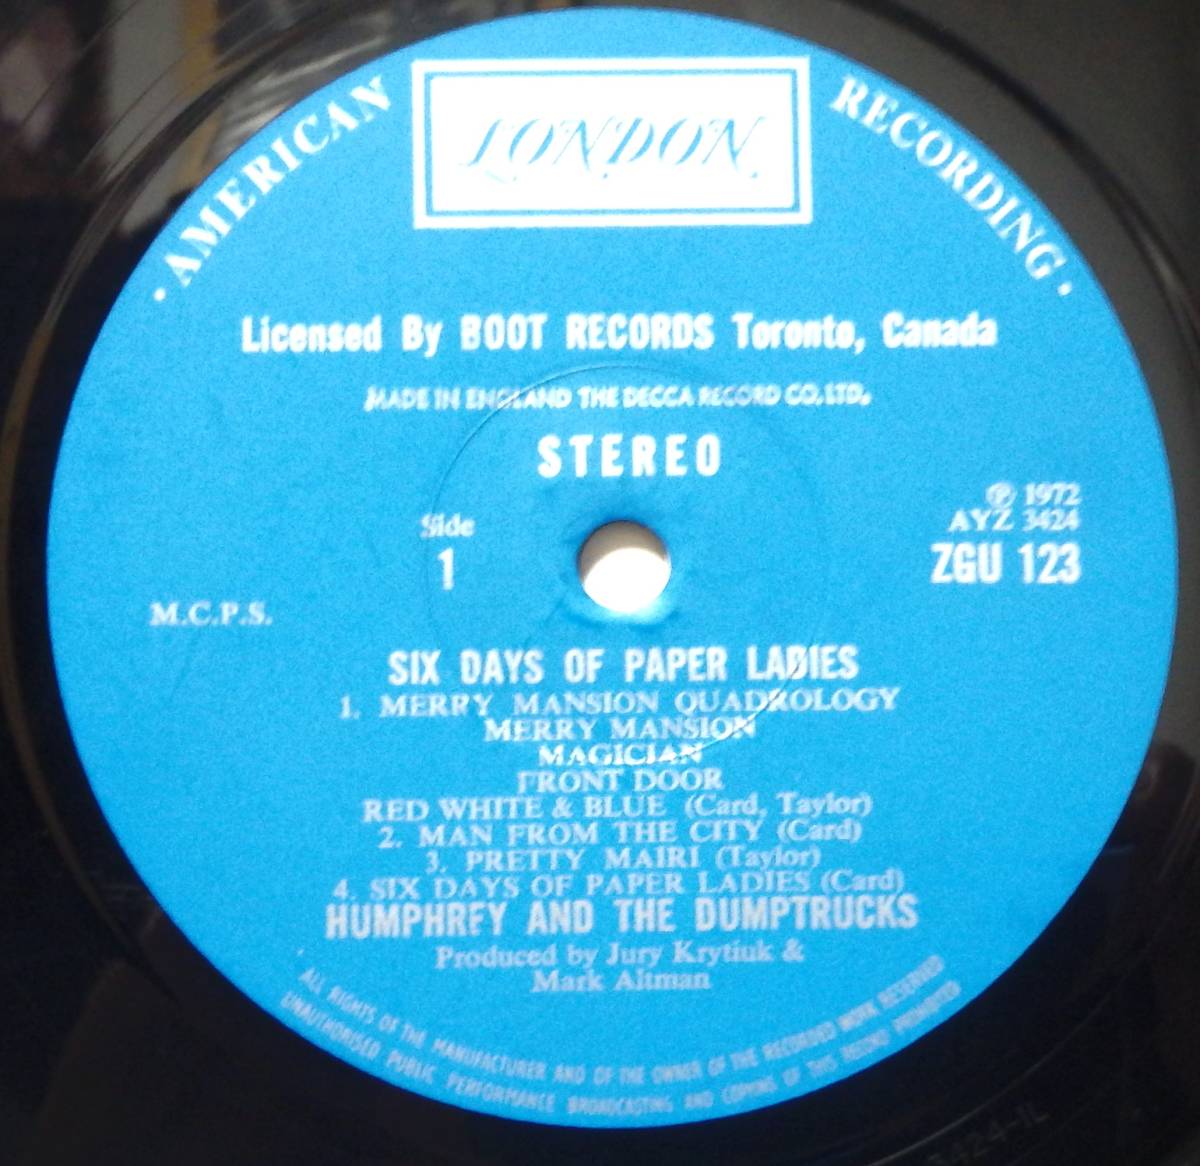 · AMERICAN RECORDING ·
LONDON
Licensed By BOOT RECORDS Toronto, Canada
MADE IN ENGLAND THE DECCA RECORD CO. LTD.
STEREO
Ⓟ 1972
Side
AYZ 3424
1
ZGU 123
M.C.P.S.
SIX DAYS OF PAPER LADIES
1. MERRY MANSION QUADROLOGY
MERRY MANSION
MAGICIAN
FRONT DOOR
RED WHITE & BLUE (Card, Taylor)
2. MAN FROM THE CITY (Card)
3. PRETTY MAIRI (Taylor)
4. SIX DAYS OF PAPER LADIES (Card)
HUMPHREY AND THE DUMPTRUCKS
Produced by Jury Krytiuk &
Mark Altman
ALL RIGHTS OF THE MANUFACTURER AND OF THE OWNER OF THE RECORDED WORK RESERVED
UNAUTHORISED PUBLIC PERFORMANCE BROADCASTING AND COPYING OF THIS RECORD PROHIBITED